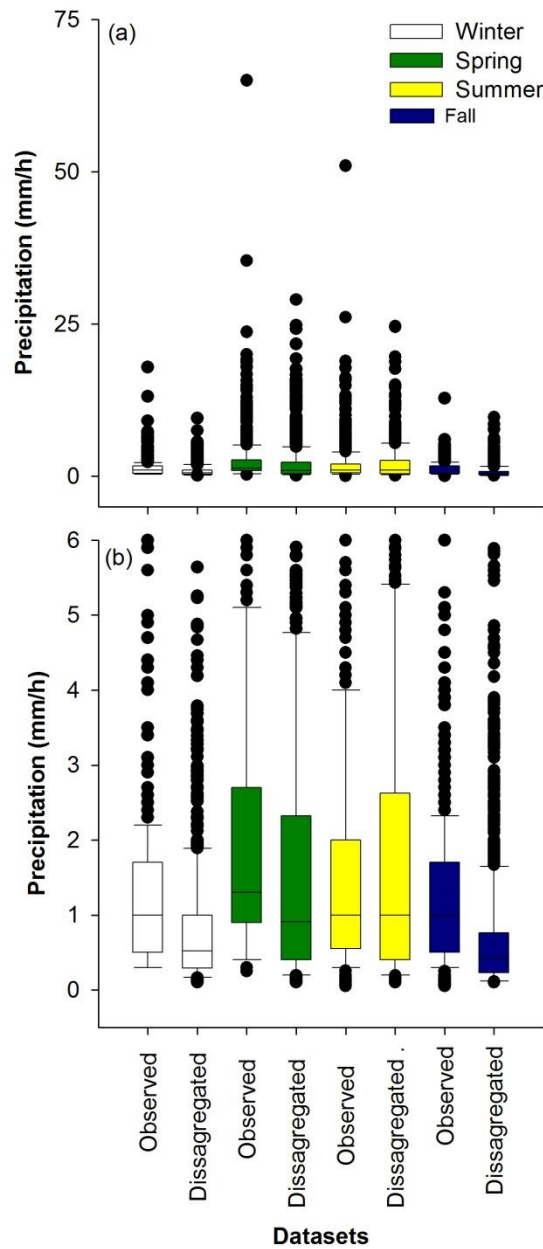 (a)
Winter
Spring
Summer
Fall
75
50
25
0
Precipitation (mm/h)
(b)
6
5
4
3
2
1
0
Precipitation (mm/h)
Observed
Dissagregated
Observed
Dissagregated
Observed
Dissagregated .
Observed
Dissagregated
Datasets